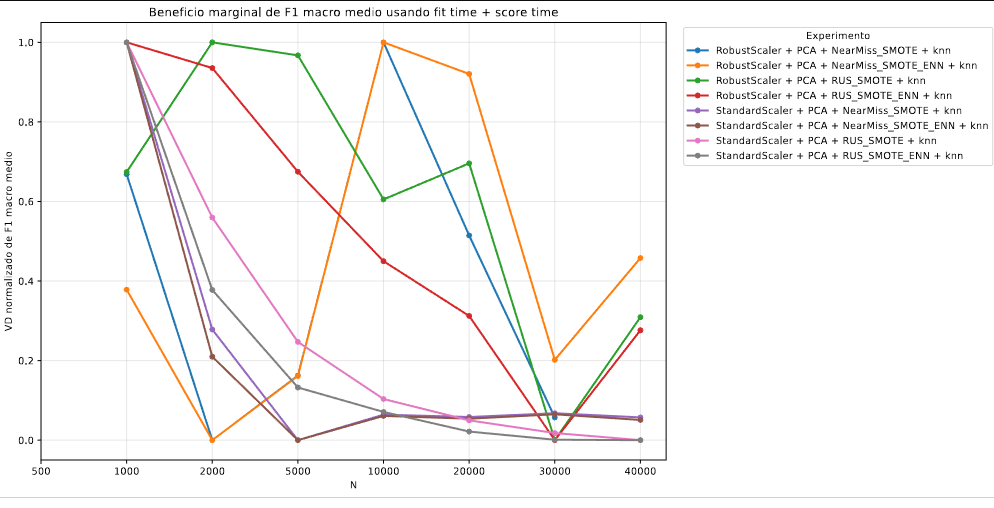 Beneficio marginal de F1 macro medio usando fit time + score time
VD normalizado de F1 macro medio
1.0
0.8
0.6
0.4
0.2
0.0
500
1000
2000
5000
10000
20000
30000
40000
N
Experimento
RobustScaler + PCA + NearMiss_SMOTE + knn
RobustScaler + PCA + NearMiss_SMOTE_ENN + knn
RobustScaler + PCA + RUS_SMOTE + knn
RobustScaler + PCA + RUS_SMOTE_ENN + knn
StandardScaler + PCA + NearMiss_SMOTE + knn
StandardScaler + PCA + NearMiss_SMOTE_ENN + knn
StandardScaler + PCA + RUS_SMOTE + knn
StandardScaler + PCA + RUS_SMOTE_ENN + knn